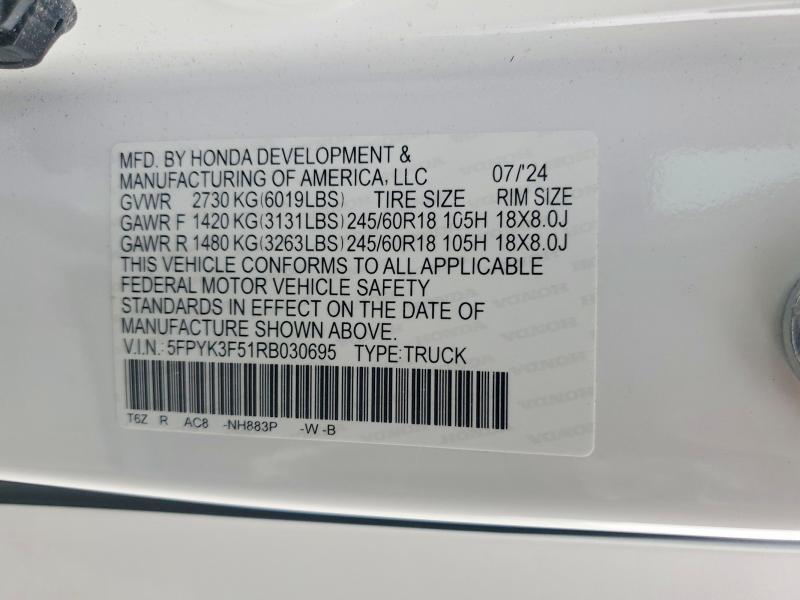 MFD. BY HONDA DEVELOPMENT &
MANUFACTURING OF AMERICA, LLC 07/'24
GVWR 2730 KG(6019LBS) TIRE SIZE RIM SIZE
GAWR F 1420 KG(3131LBS) 245/60R18 105H 18X8.0J
GAWR R 1480 KG(3263LBS) 245/60R18 105H 18X8.0J
THIS VEHICLE CONFORMS TO ALL APPLICABLE
FEDERAL MOTOR VEHICLE SAFETY
STANDARDS IN EFFECT ON THE DATE OF
MANUFACTURE SHOWN ABOVE.
V.I.N.: 5FPYK3F51RB030695 TYPE:TRUCK
T6Z R AC8 -NH883P -W -B